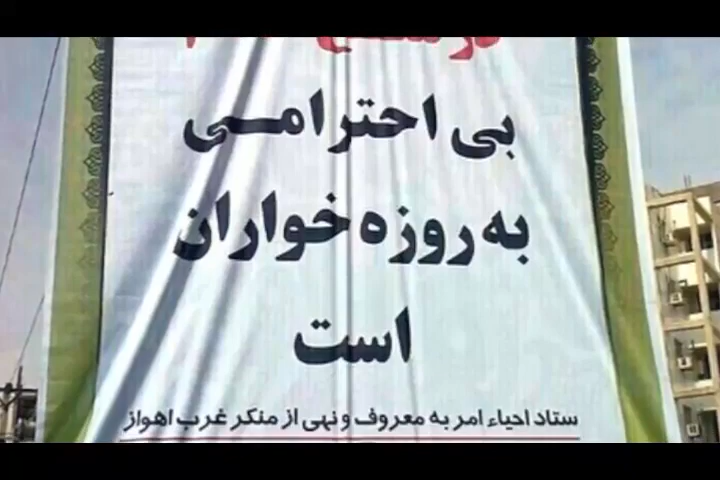 بی احترامی
به روزه خواران
است
ستاد احیاء امر به معروف و نهی از منکر غرب اهواز